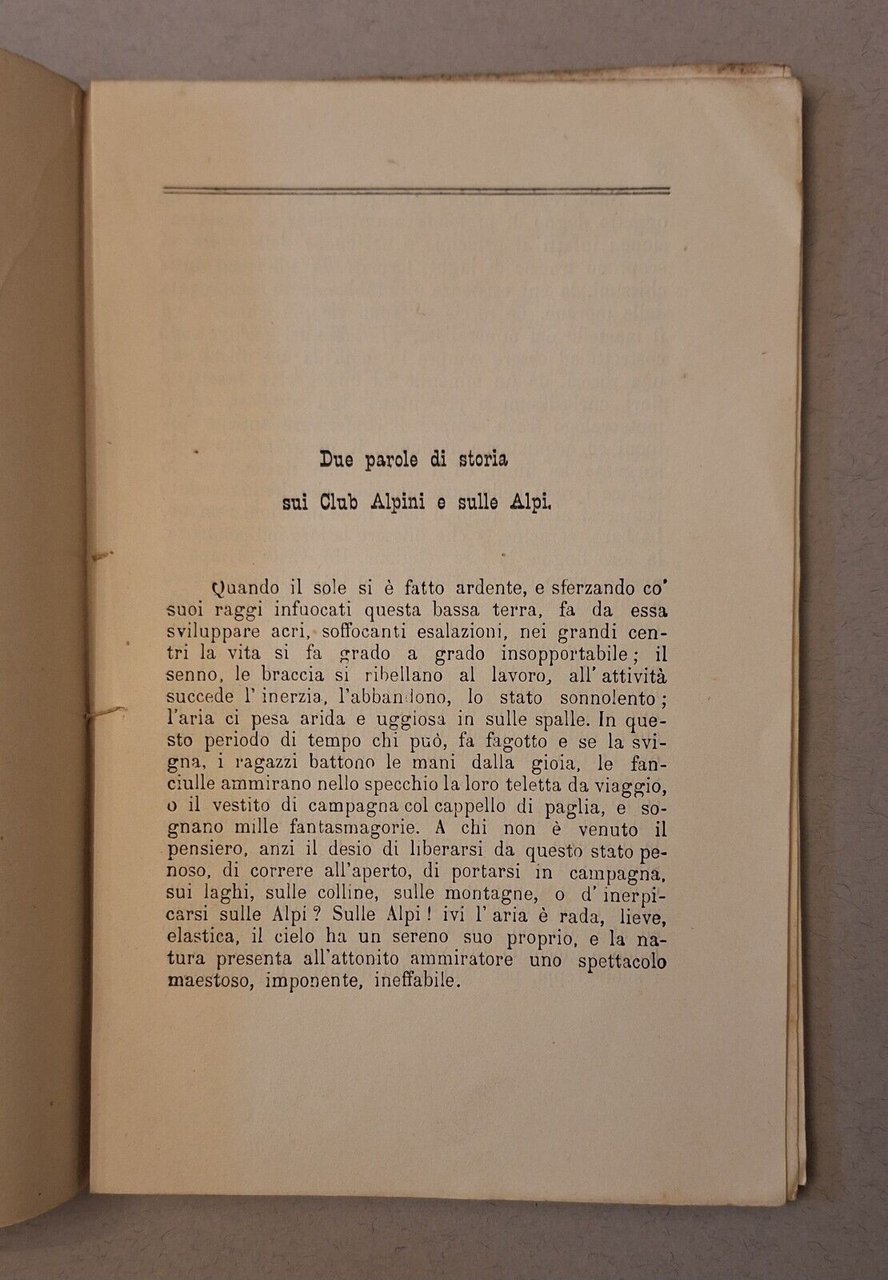 Due parole di storia
sui Club Alpini e sulle Alpi.
Quando il sole si è fatto ardente, e sferzando co'
suoi raggi infuocati questa bassa terra, fa da essa
sviluppare acri, soffocanti esalazioni, nei grandi cen-
tri la vita si fa grado a grado insopportabile ; il
senno, le braccia si ribellano al lavoro, all' attività
succede l' inerzia, l'abbandono, lo stato sonnolento ;
l'aria ci pesa arida e uggiosa in sulle spalle. In que-
sto periodo di tempo chi può, fa fagotto e se la svi-
gna, i ragazzi battono le mani dalla gioia, le fan-
ciulle ammirano nello specchio la loro teletta da viaggio,
o il vestito di campagna col cappello di paglia, e so-
gnano mille fantasmagorie. A chi non è venuto il
pensiero, anzi il desio di liberarsi da questo stato pe-
noso, di correre all'aperto, di portarsi in campagna,
sui laghi, sulle colline, sulle montagne, o d' inerpi-
carsi sulle Alpi ? Sulle Alpi ! ivi l' aria è rada, lieve,
elastica, il cielo ha un sereno suo proprio, e la na-
tura presenta all'attonito ammiratore uno spettacolo
maestoso, imponente, ineffabile.